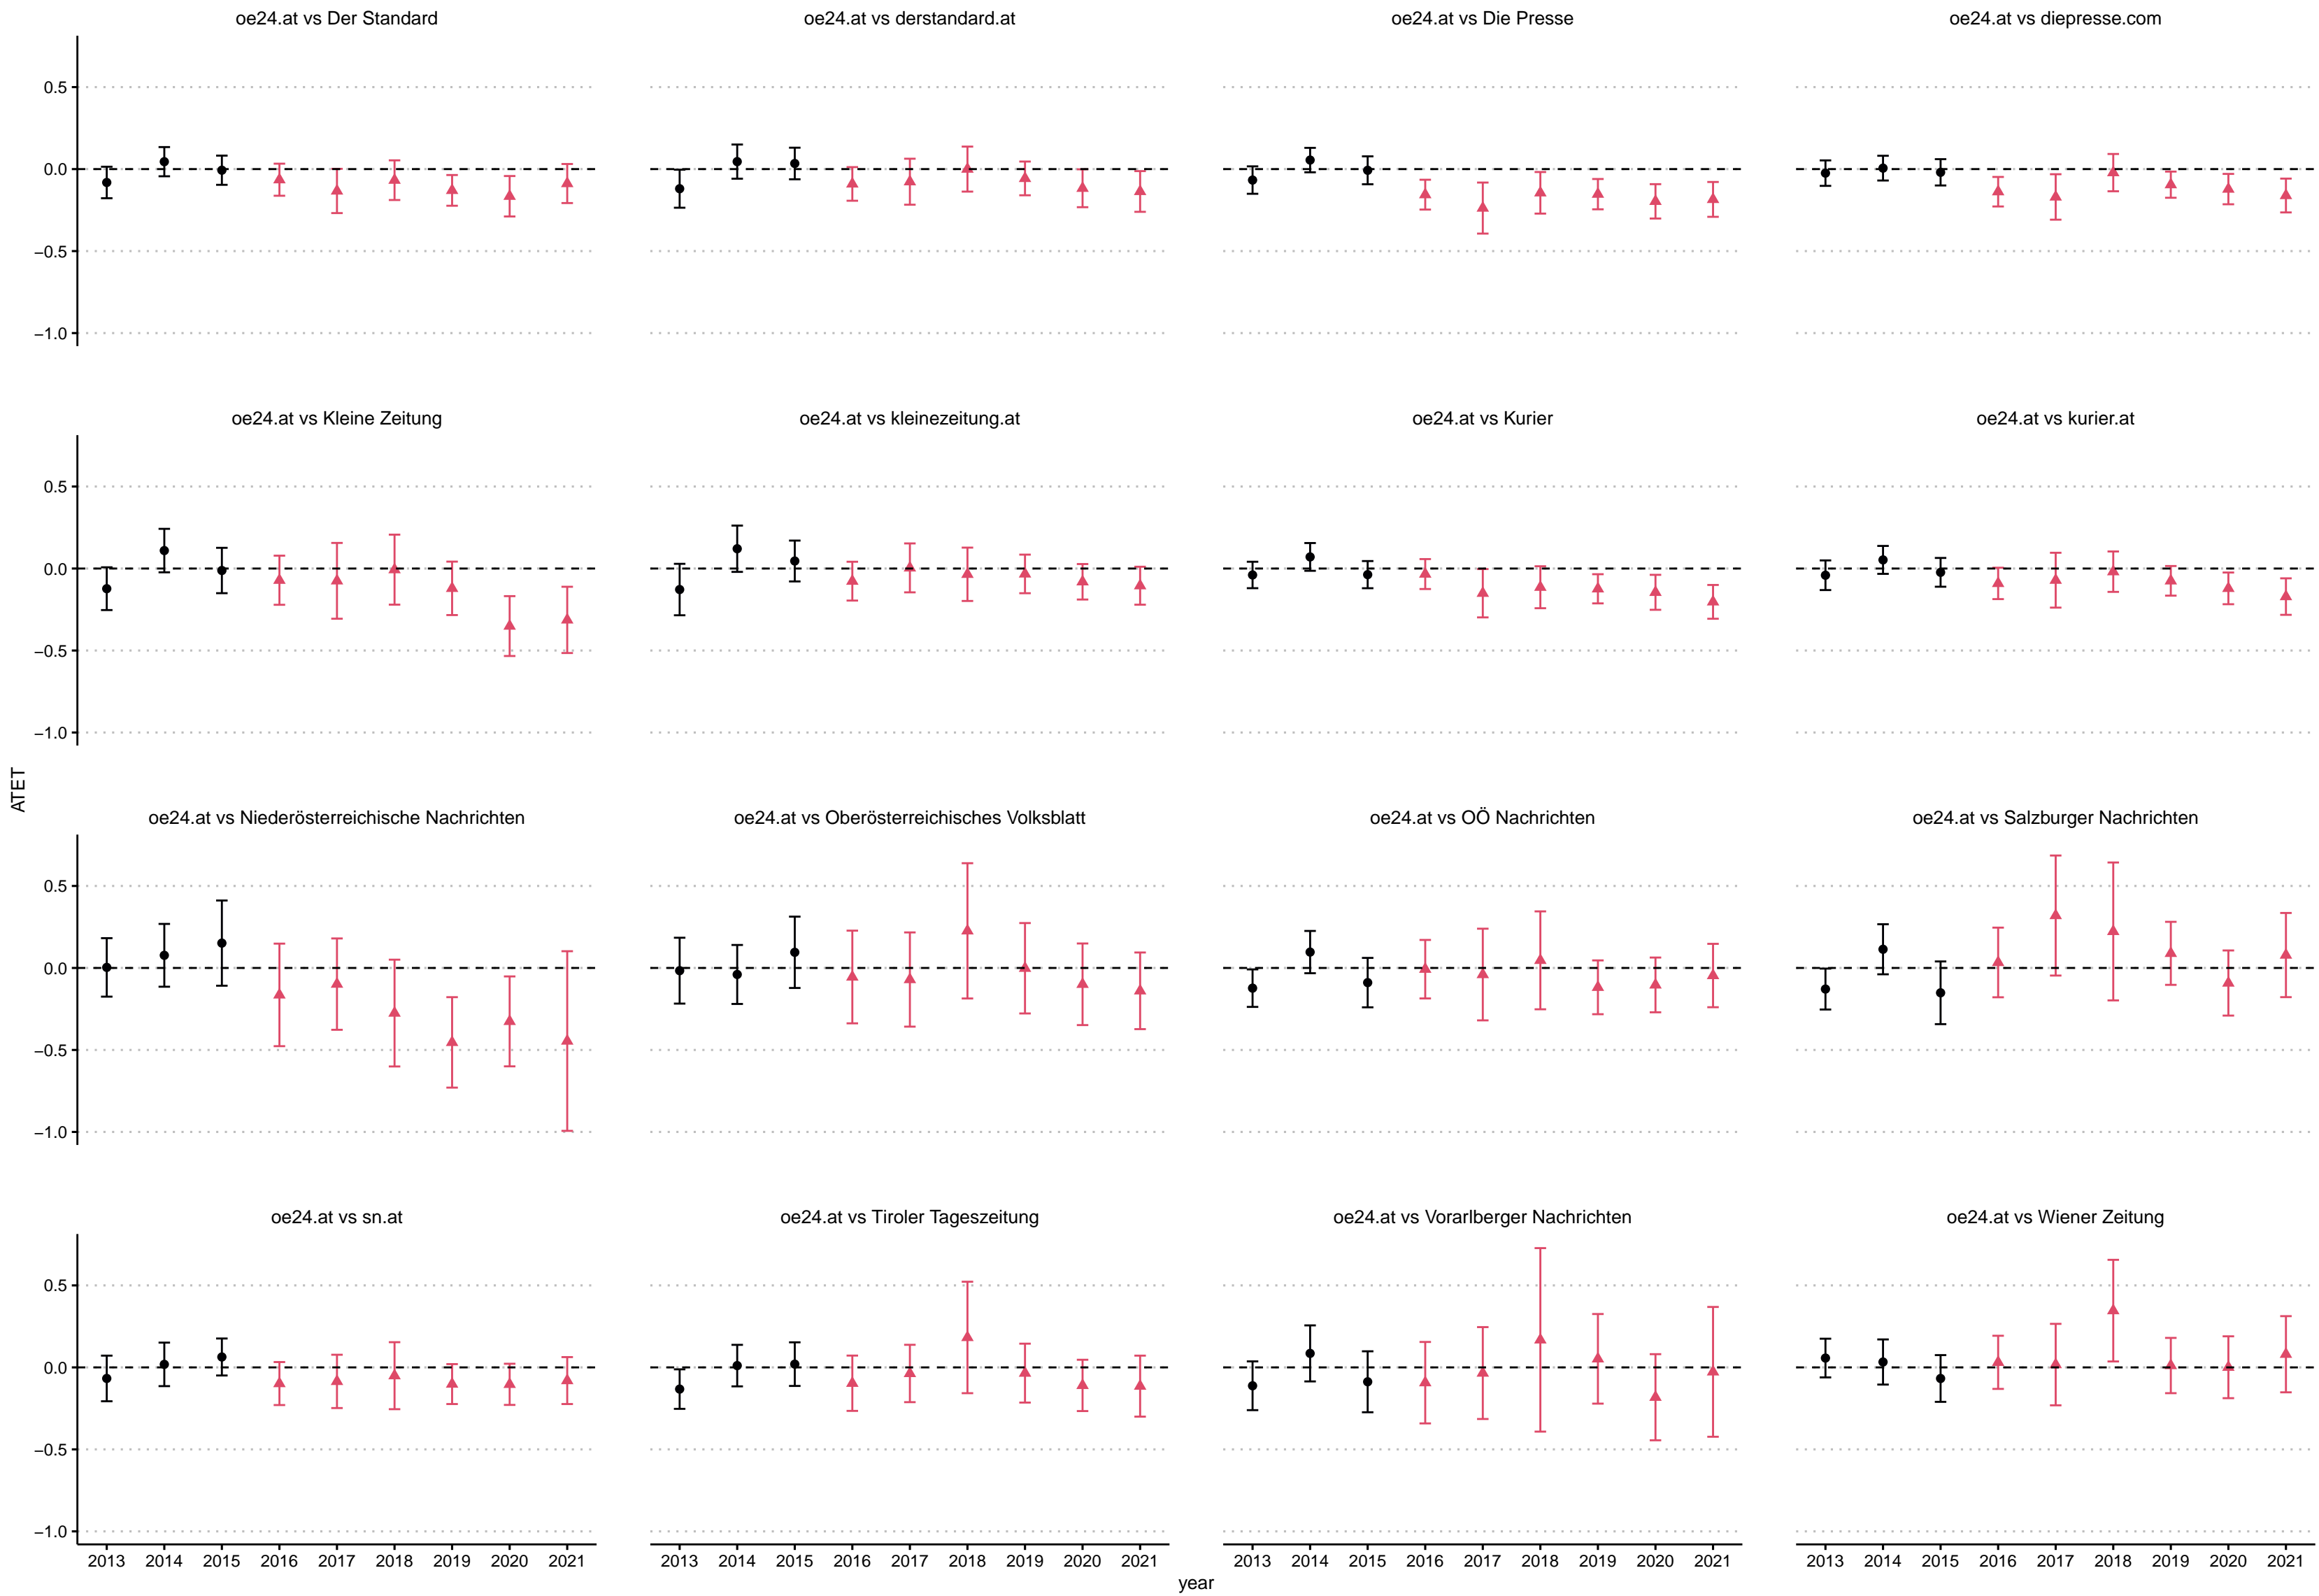 oe24.at vs Der Standard
oe24.at vs derstandard.at
oe24.at vs Die Presse
oe24.at vs diepresse.com
0.5
0.0
−0.5
−1.0
oe24.at vs Kleine Zeitung
oe24.at vs kleinezeitung.at
oe24.at vs Kurier
oe24.at vs kurier.at
0.5
0.0
−0.5
−1.0
ATET
oe24.at vs Niederösterreichische Nachrichten
oe24.at vs Oberösterreichisches Volksblatt
oe24.at vs OÖ Nachrichten
oe24.at vs Salzburger Nachrichten
0.5
0.0
−0.5
−1.0
oe24.at vs sn.at
oe24.at vs Tiroler Tageszeitung
oe24.at vs Vorarlberger Nachrichten
oe24.at vs Wiener Zeitung
0.5
0.0
−0.5
−1.0
2013 2014 2015 2016 2017 2018 2019 2020 2021
2013 2014 2015 2016 2017 2018 2019 2020 2021
2013 2014 2015 2016 2017 2018 2019 2020 2021
2013 2014 2015 2016 2017 2018 2019 2020 2021
year